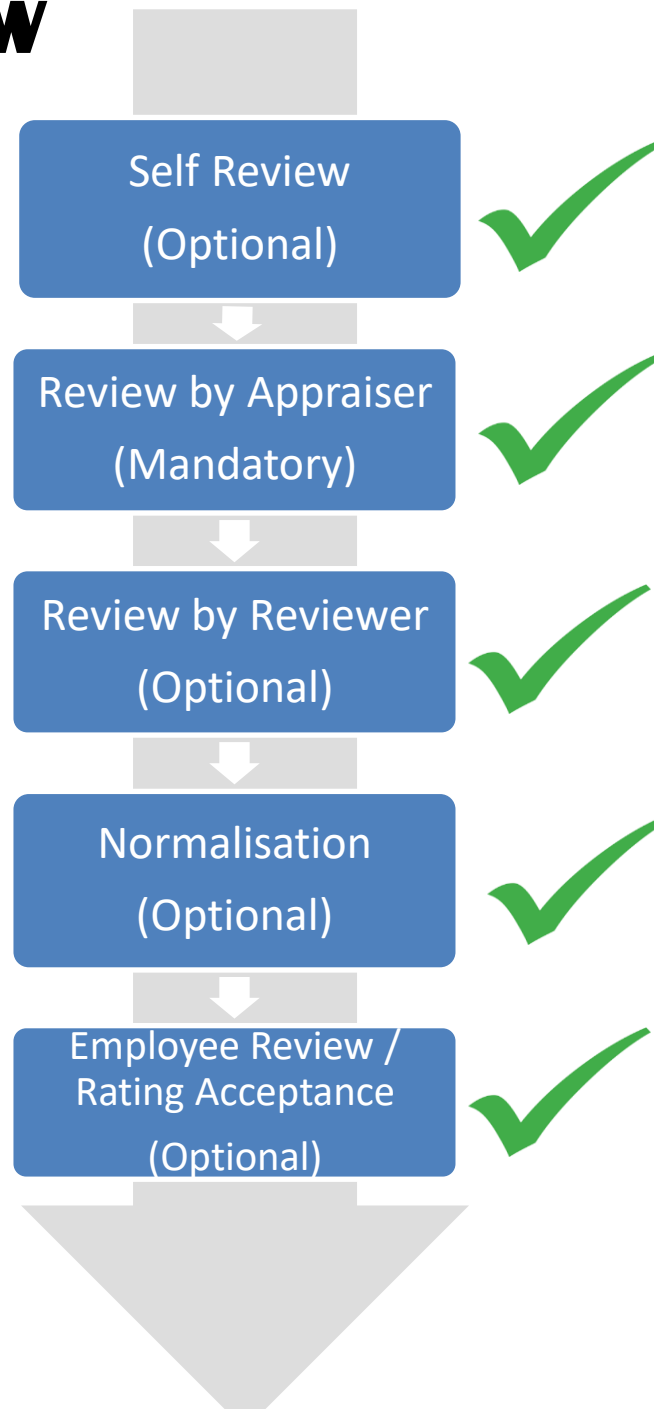 w
Self Review
(Optional)
Review by Appraiser
(Mandatory)
Review by Reviewer
(Optional)
Normalisation
(Optional)
Employee Review /
Rating Acceptance
(Optional)